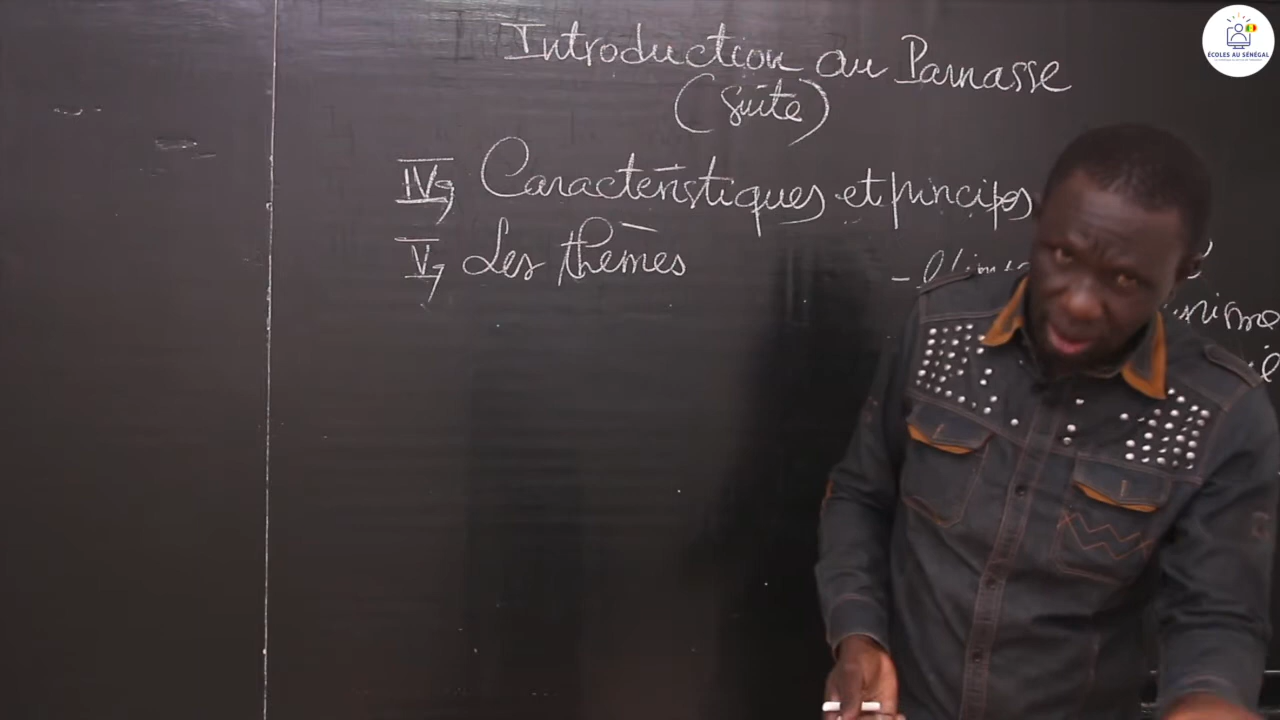 Introduction au Parnasse
(suite)
IV, Caractéristiques et principes
V, Les thèmes
ÉCOLES AU SÉNÉGAL